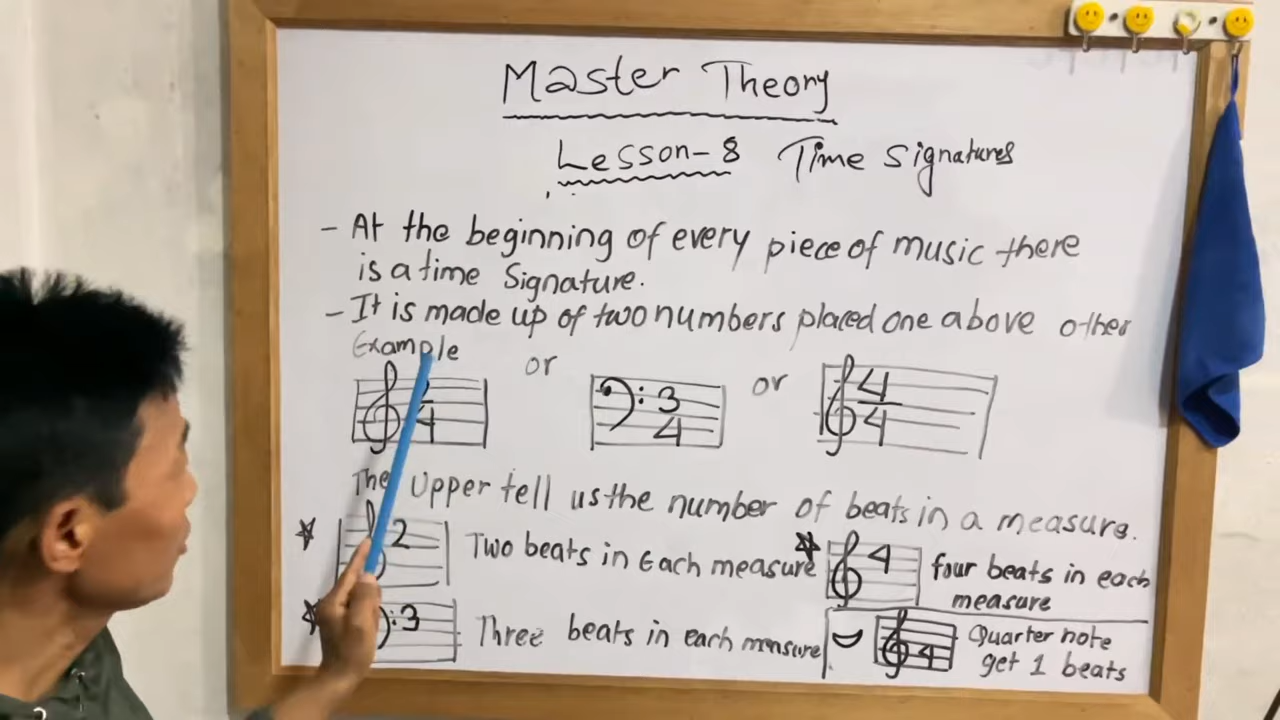 Master Theory
Lesson-8 Time Signatures
- At the beginning of every piece of music there
is a time Signature.
- It is made up of two numbers placed one above other
Example
2
4
or
3
4
or
4
4
The Upper tell us the number of beats in a measure.
2 Two beats in Each measure
4 four beats in each
measure
3 Three beats in each measure
4 Quarter note
get 1 beats